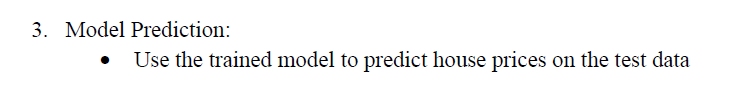 3. Model Prediction:
• Use the trained model to predict house prices on the test data